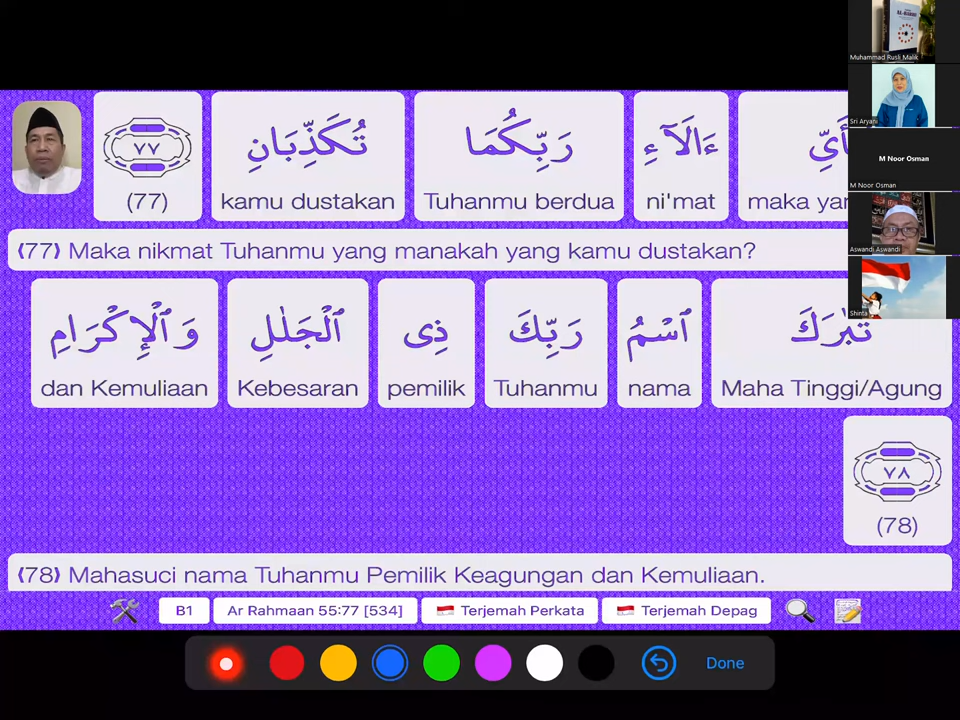 تُكَذِّبَانِ رَبِّكُمَا ءَالَآءِ
(77) kamu dustakan Tuhanmu berdua ni'mat maka
٧٧
(77) Maka nikmat Tuhanmu yang manakah yang kamu dustakan?
تَبَٰرَكَ ٱسْمُ رَبِّكَ ذِى ٱلْجَلَٰلِ وَٱلْإِكْرَامِ
dan Kemuliaan Kebesaran pemilik Tuhanmu nama Maha Tinggi/Agung
٧٨
(78)
(78) Mahasuci nama Tuhanmu Pemilik Keagungan dan Kemuliaan.
B1 Ar Rahmaan 55:77 [534] Terjemah Perkata Terjemah Depag
Done
Muhammad Rusli Malik
Sri Aryani
M Noor Osman
M Noor Osman
Aswandi Aswandi
Shinta